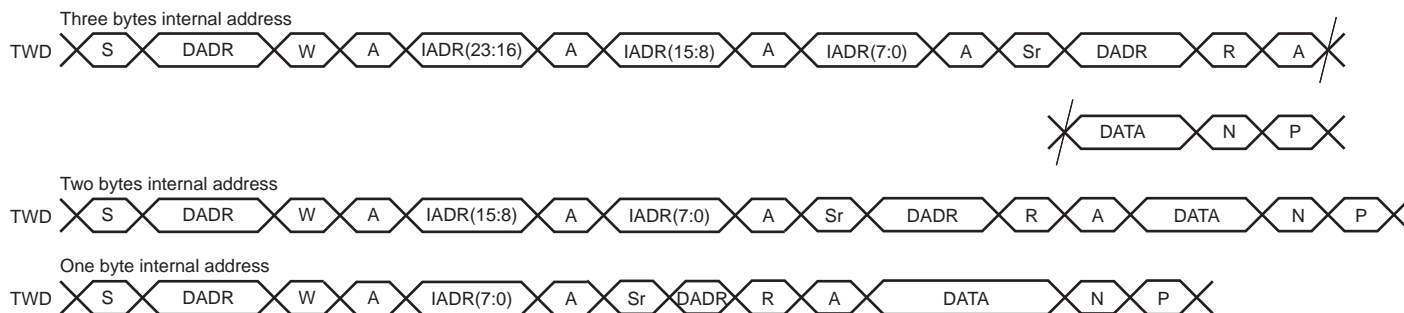 Three bytes internal address
TWD S DADR W A IADR(23:16) A IADR(15:8) A IADR(7:0) A Sr DADR R A
DATA N P
Two bytes internal address
TWD S DADR W A IADR(15:8) A IADR(7:0) A Sr DADR R A DATA N P
One byte internal address
TWD S DADR W A IADR(7:0) A Sr DADR R A DATA N P